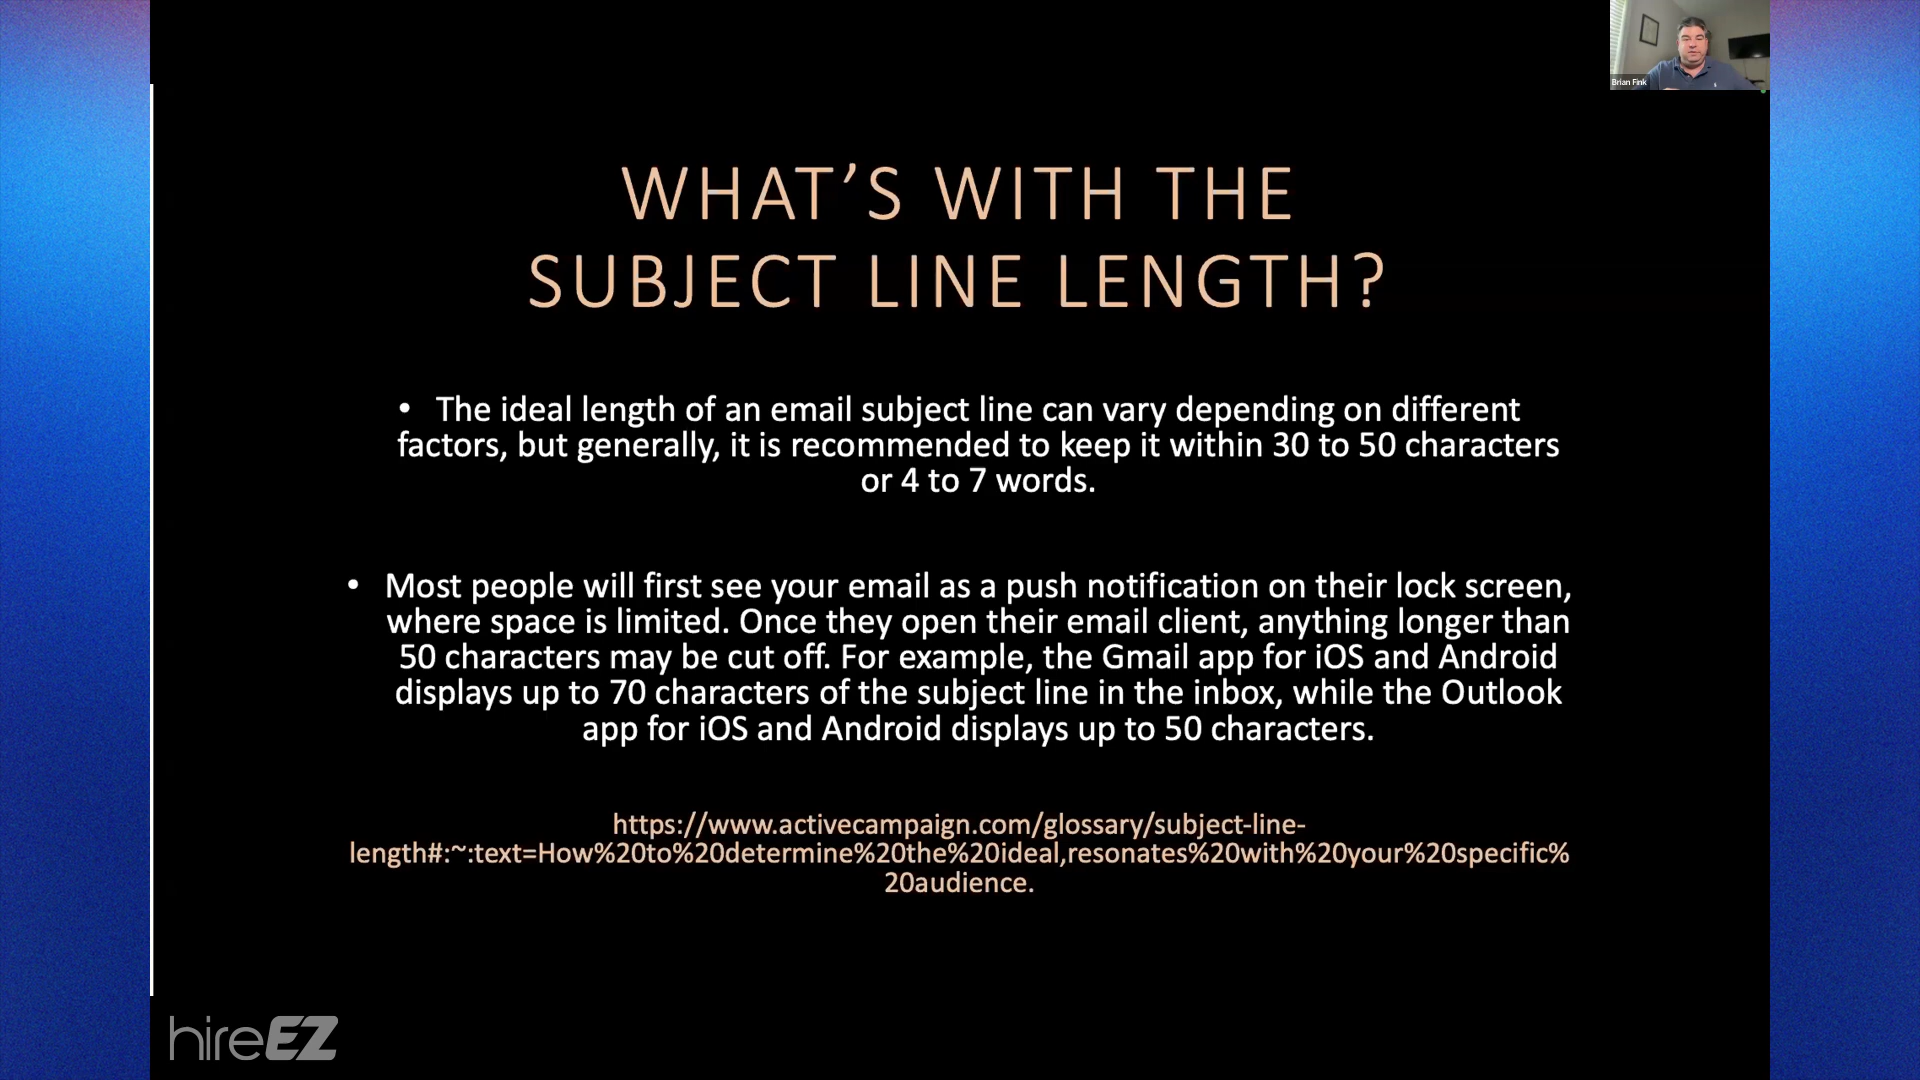 Brian Fink
WHAT’S WITH THE
SUBJECT LINE LENGTH?
• The ideal length of an email subject line can vary depending on different
factors, but generally, it is recommended to keep it within 30 to 50 characters
or 4 to 7 words.
• Most people will first see your email as a push notification on their lock screen,
where space is limited. Once they open their email client, anything longer than
50 characters may be cut off. For example, the Gmail app for iOS and Android
displays up to 70 characters of the subject line in the inbox, while the Outlook
app for iOS and Android displays up to 50 characters.
https://www.activecampaign.com/glossary/subject-line-
length#:~:text=How%20to%20determine%20the%20ideal,resonates%20with%20your%20specific%
20audience.
hireEZ